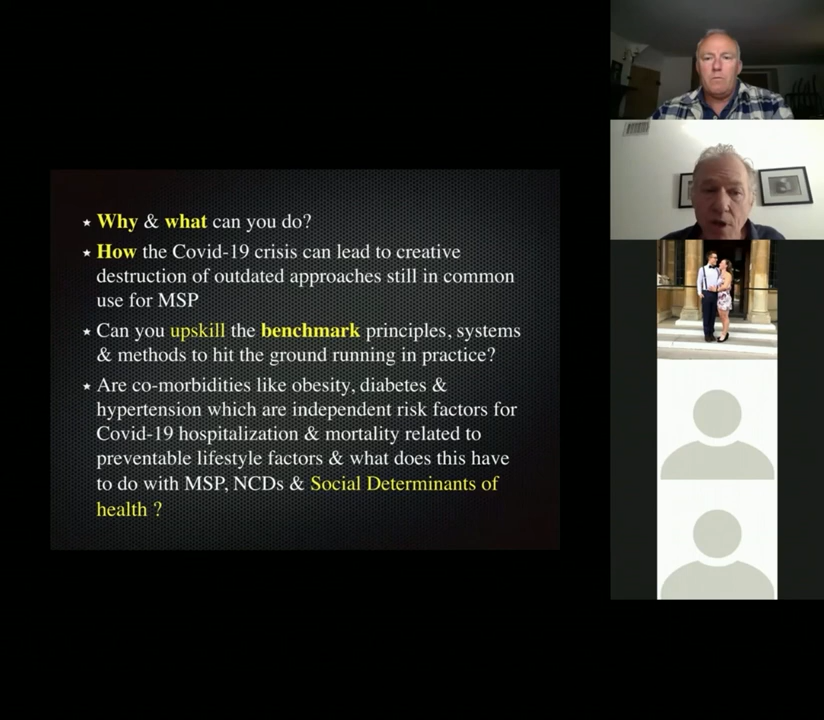 ★ Why & what can you do?
★ How the Covid-19 crisis can lead to creative
destruction of outdated approaches still in common
use for MSP
★ Can you upskill the benchmark principles, systems
& methods to hit the ground running in practice?
★ Are co-morbidities like obesity, diabetes &
hypertension which are independent risk factors for
Covid-19 hospitalization & mortality related to
preventable lifestyle factors & what does this have
to do with MSP, NCDs & Social Determinants of
health ?